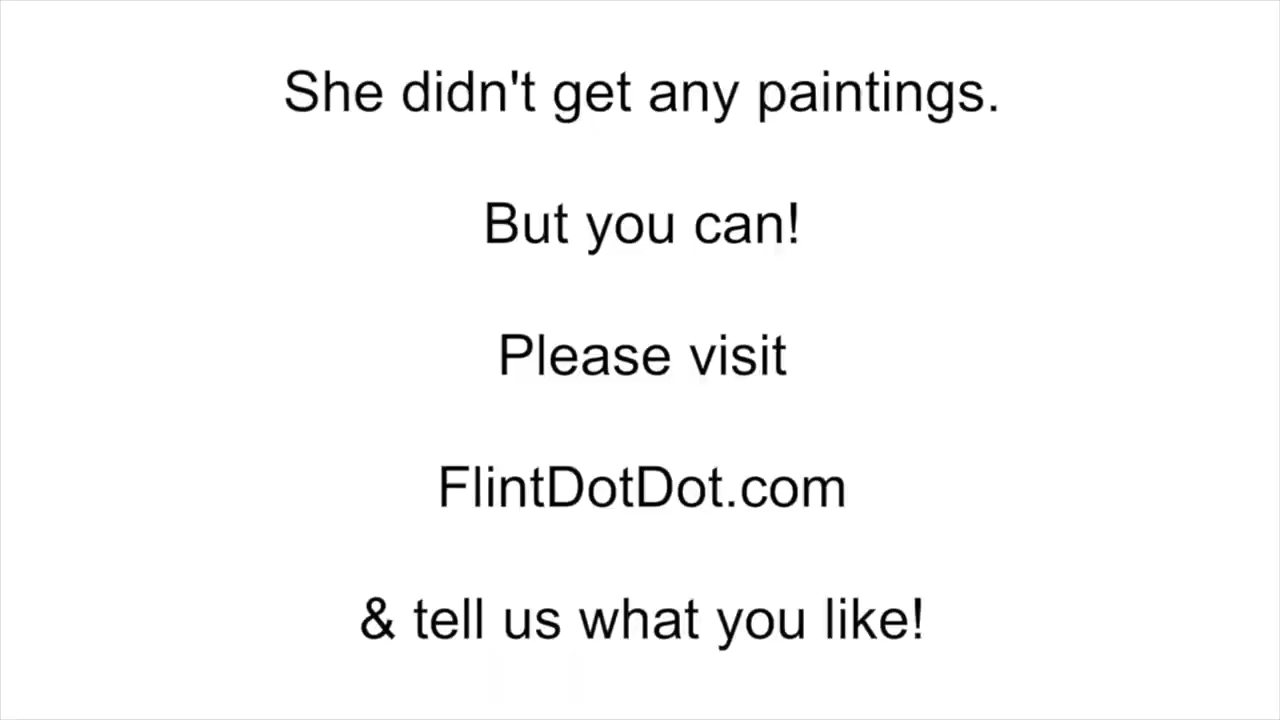 She didn't get any paintings.
But you can!
Please visit
FlintDotDot.com
& tell us what you like!